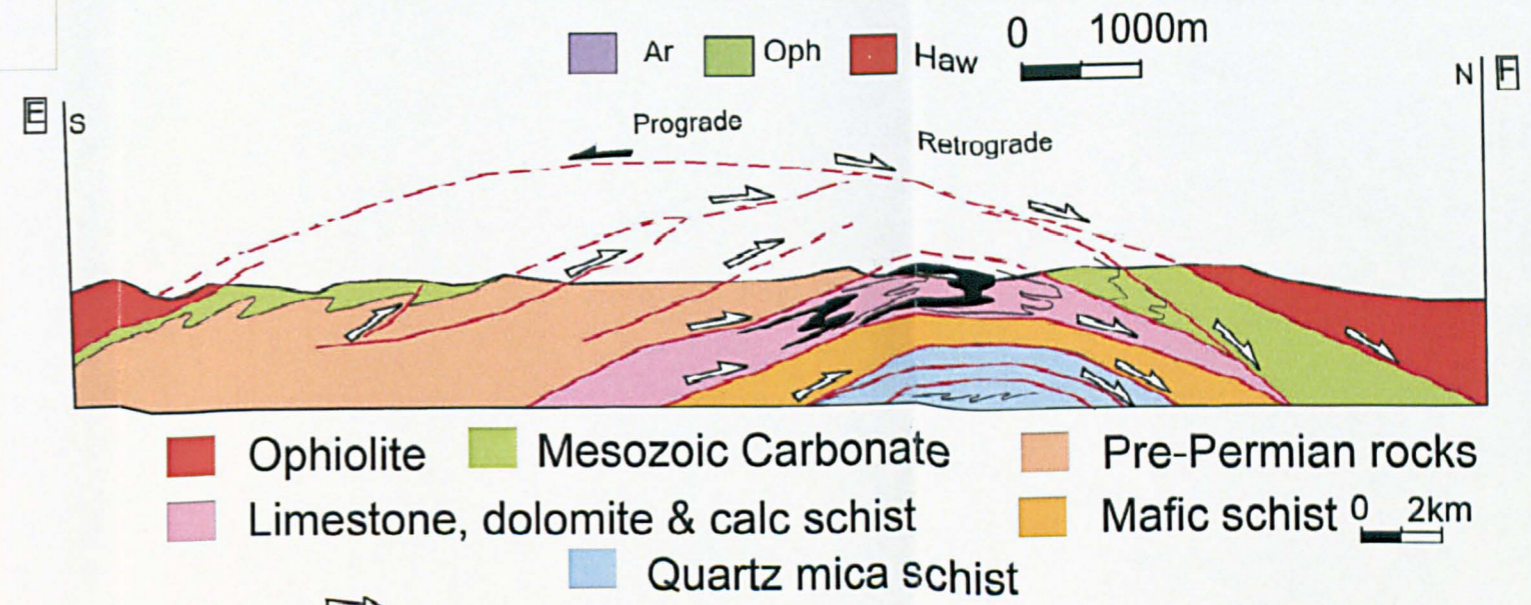 Ar Oph Haw 0 1000m
E S N F
Prograde
Retrograde
Ophiolite Mesozoic Carbonate Pre-Permian rocks
Limestone, dolomite & calc schist Mafic schist 0 2km
Quartz mica schist